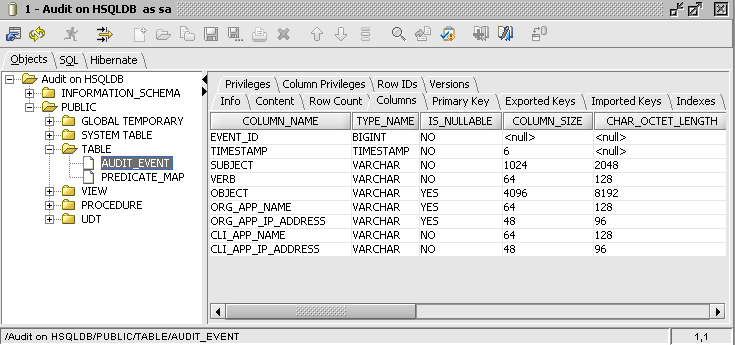 1 - Audit on HSQLDB as sa
Objects SQL Hibernate
Audit on HSQLDB
INFORMATION_SCHEMA
PUBLIC
GLOBAL TEMPORARY
SYSTEM TABLE
TABLE
AUDIT_EVENT
PREDICATE_MAP
VIEW
PROCEDURE
UDT
Privileges Column Privileges Row IDs Versions
Info Content Row Count Columns Primary Key Exported Keys Imported Keys Indexes
COLUMN_NAME TYPE_NAME IS_NULLABLE COLUMN_SIZE CHAR_OCTET_LENGTH
EVENT_ID BIGINT NO <null> <null>
TIMESTAMP TIMESTAMP NO 6 <null>
SUBJECT VARCHAR NO 1024 2048
VERB VARCHAR NO 64 128
OBJECT VARCHAR YES 4096 8192
ORG_APP_NAME VARCHAR YES 64 128
ORG_APP_IP_ADDRESS VARCHAR YES 48 96
CLI_APP_NAME VARCHAR NO 64 128
CLI_APP_IP_ADDRESS VARCHAR NO 48 96
/Audit on HSQLDB/PUBLIC/TABLE/AUDIT_EVENT 1,1